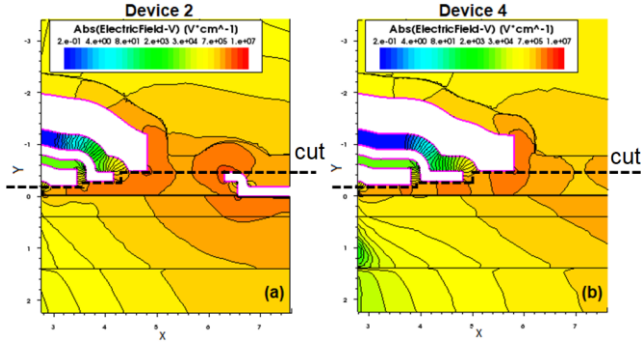 Device 2 Device 4
Abs(ElectricField-V) (V*cm^-1) Abs(ElectricField-V) (V*cm^-1)
2.e-01 4.e+00 8.e+01 2.e+03 4.e+04 7.e+05 1.e+07 2.e-01 4.e+00 8.e+01 2.e+03 3.e+04 7.e+05 1.e+07
-3 -3
-2 -2
-1 -1
cut cut
Y Y
0 0
1 1
(a) (b)
2 2
3 4 5 6 7 3 4 5 6 7
X X